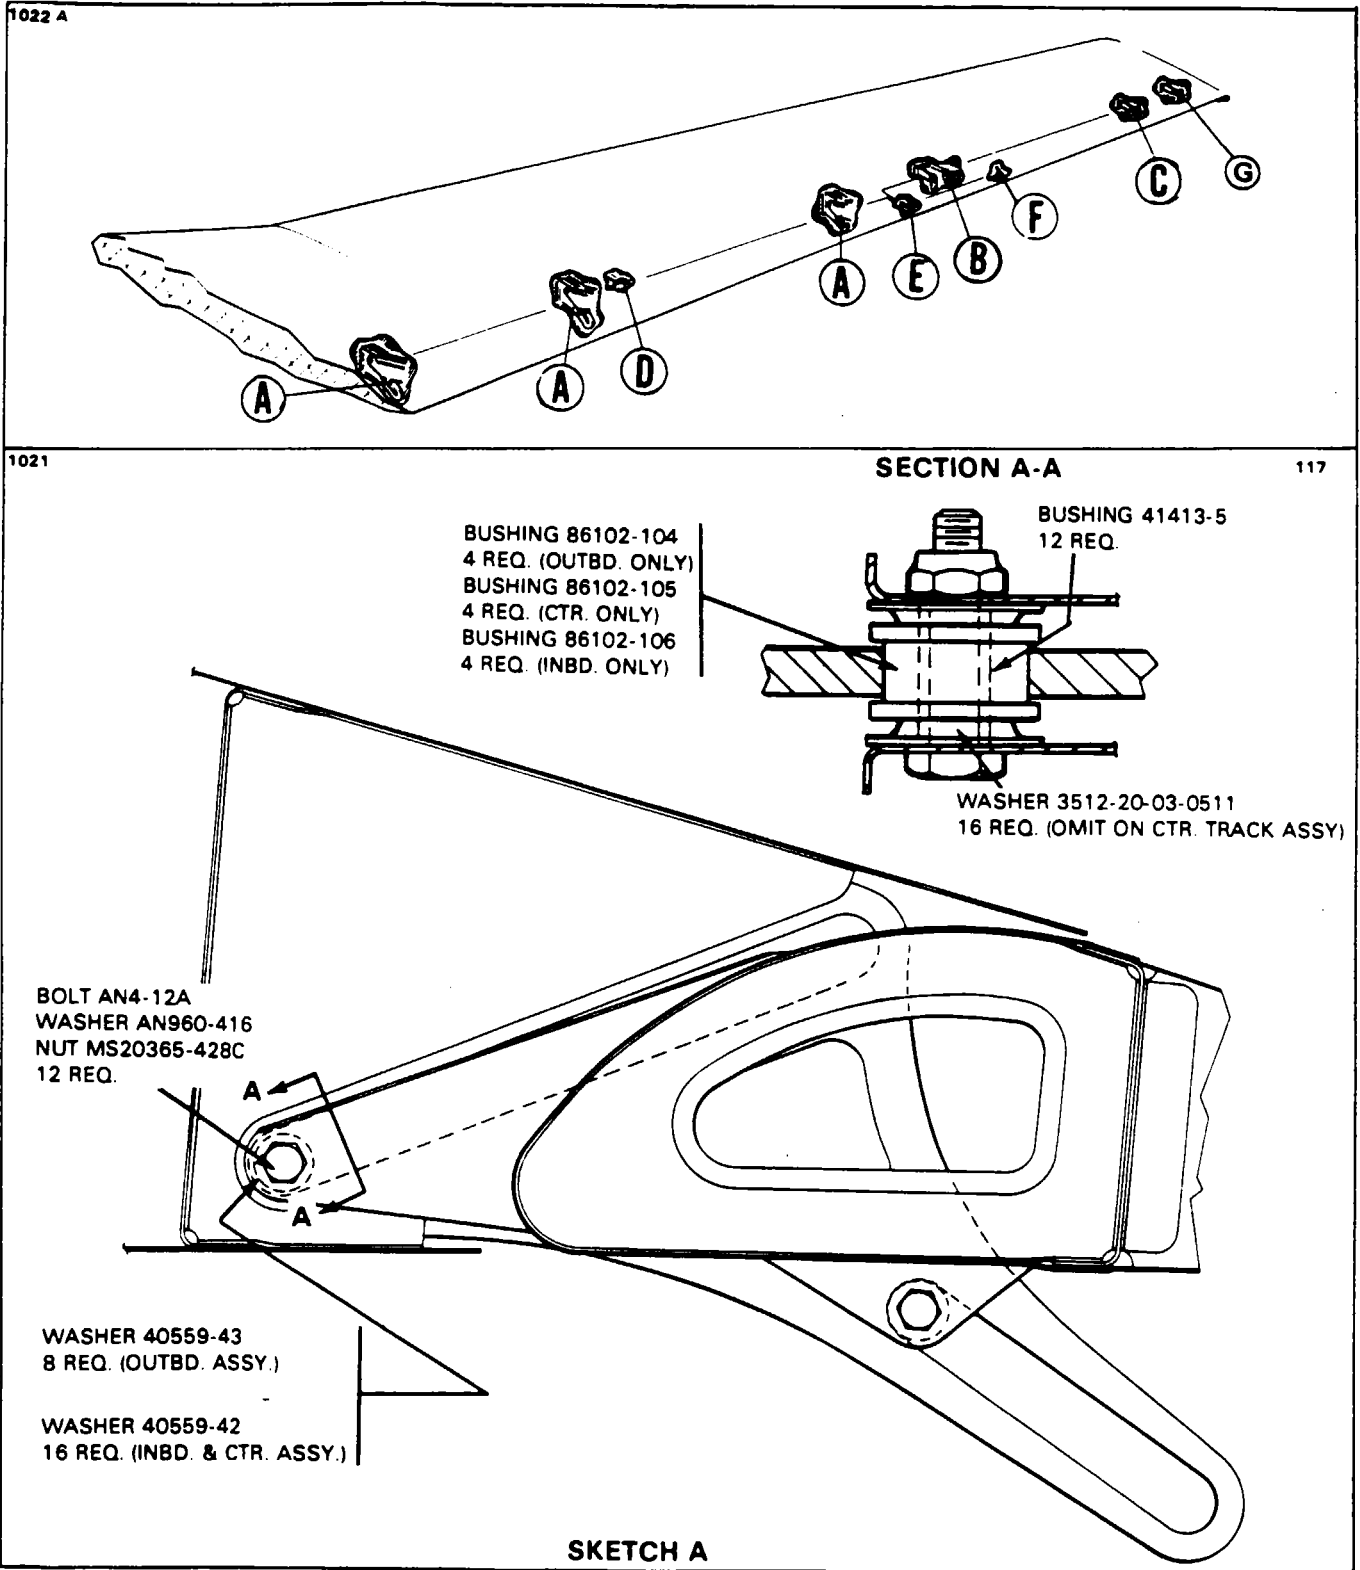 1022 A
A
A
D
A
E
B
F
C
G
1021
SECTION A-A
117
BUSHING 86102-104
4 REQ. (OUTBD. ONLY)
BUSHING 86102-105
4 REQ. (CTR. ONLY)
BUSHING 86102-106
4 REQ. (INBD. ONLY)
BUSHING 41413-5
12 REQ.
WASHER 3512-20-03-0511
16 REQ. (OMIT ON CTR. TRACK ASSY)
BOLT AN4-12A
WASHER AN960-416
NUT MS20365-428C
12 REQ.
A
A
WASHER 40559-43
8 REQ. (OUTBD. ASSY.)
WASHER 40559-42
16 REQ. (INBD. & CTR. ASSY.)
SKETCH A